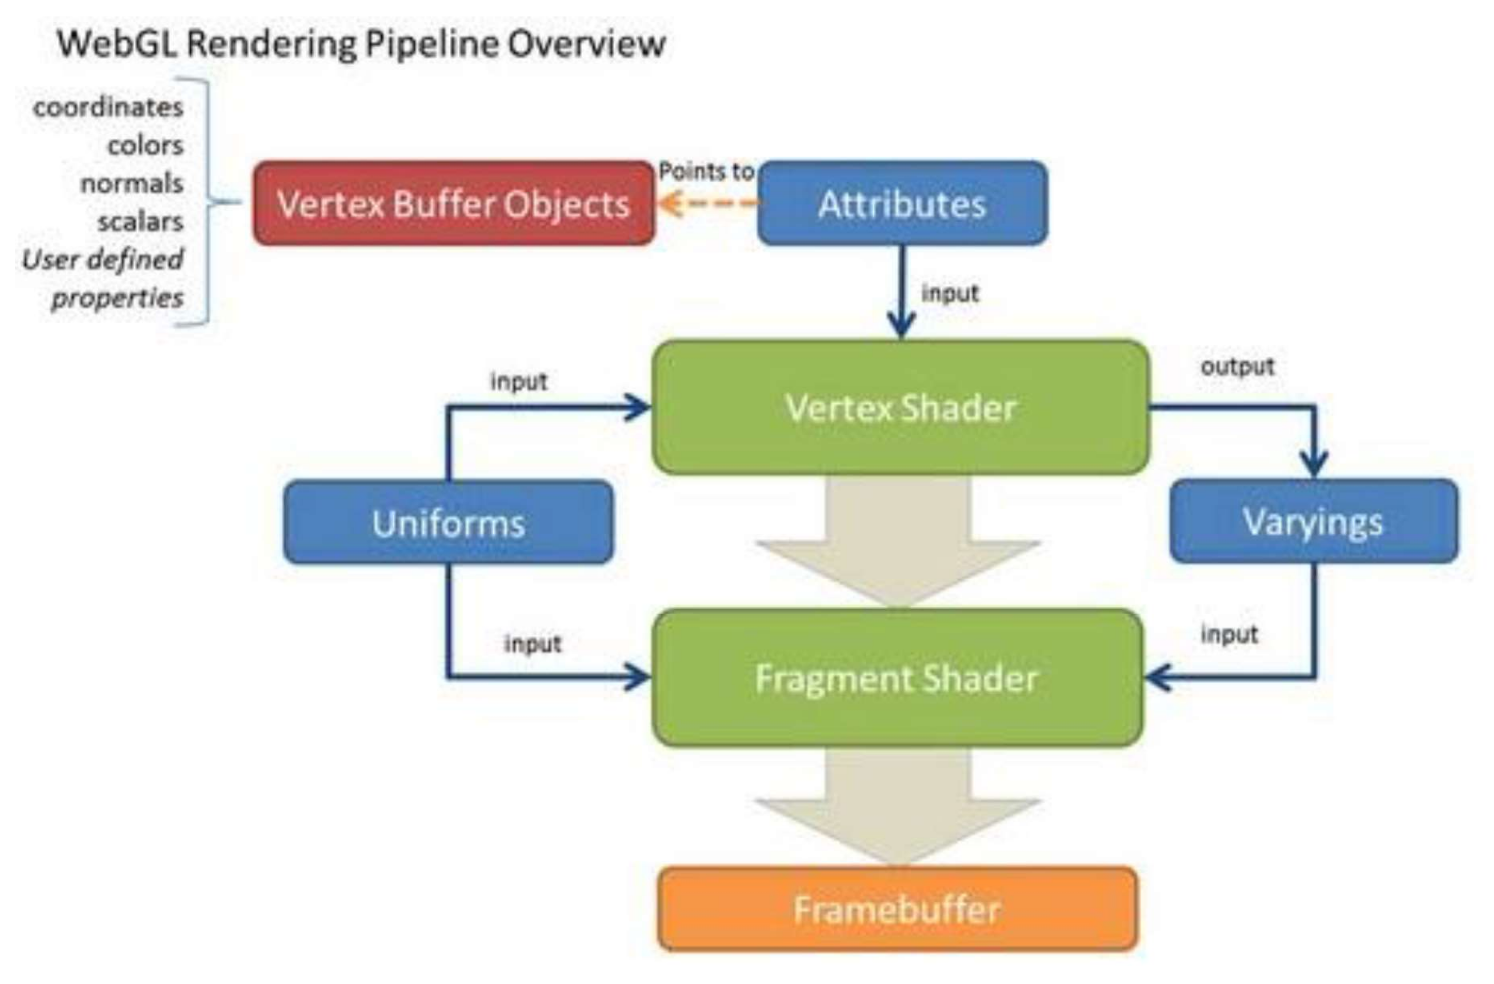 WebGL Rendering Pipeline Overview
coordinates
colors
normals
scalars
User defined
properties
Vertex Buffer Objects
Points to
Attributes
input
Vertex Shader
input
output
Uniforms
Varyings
input
input
Fragment Shader
Framebuffer